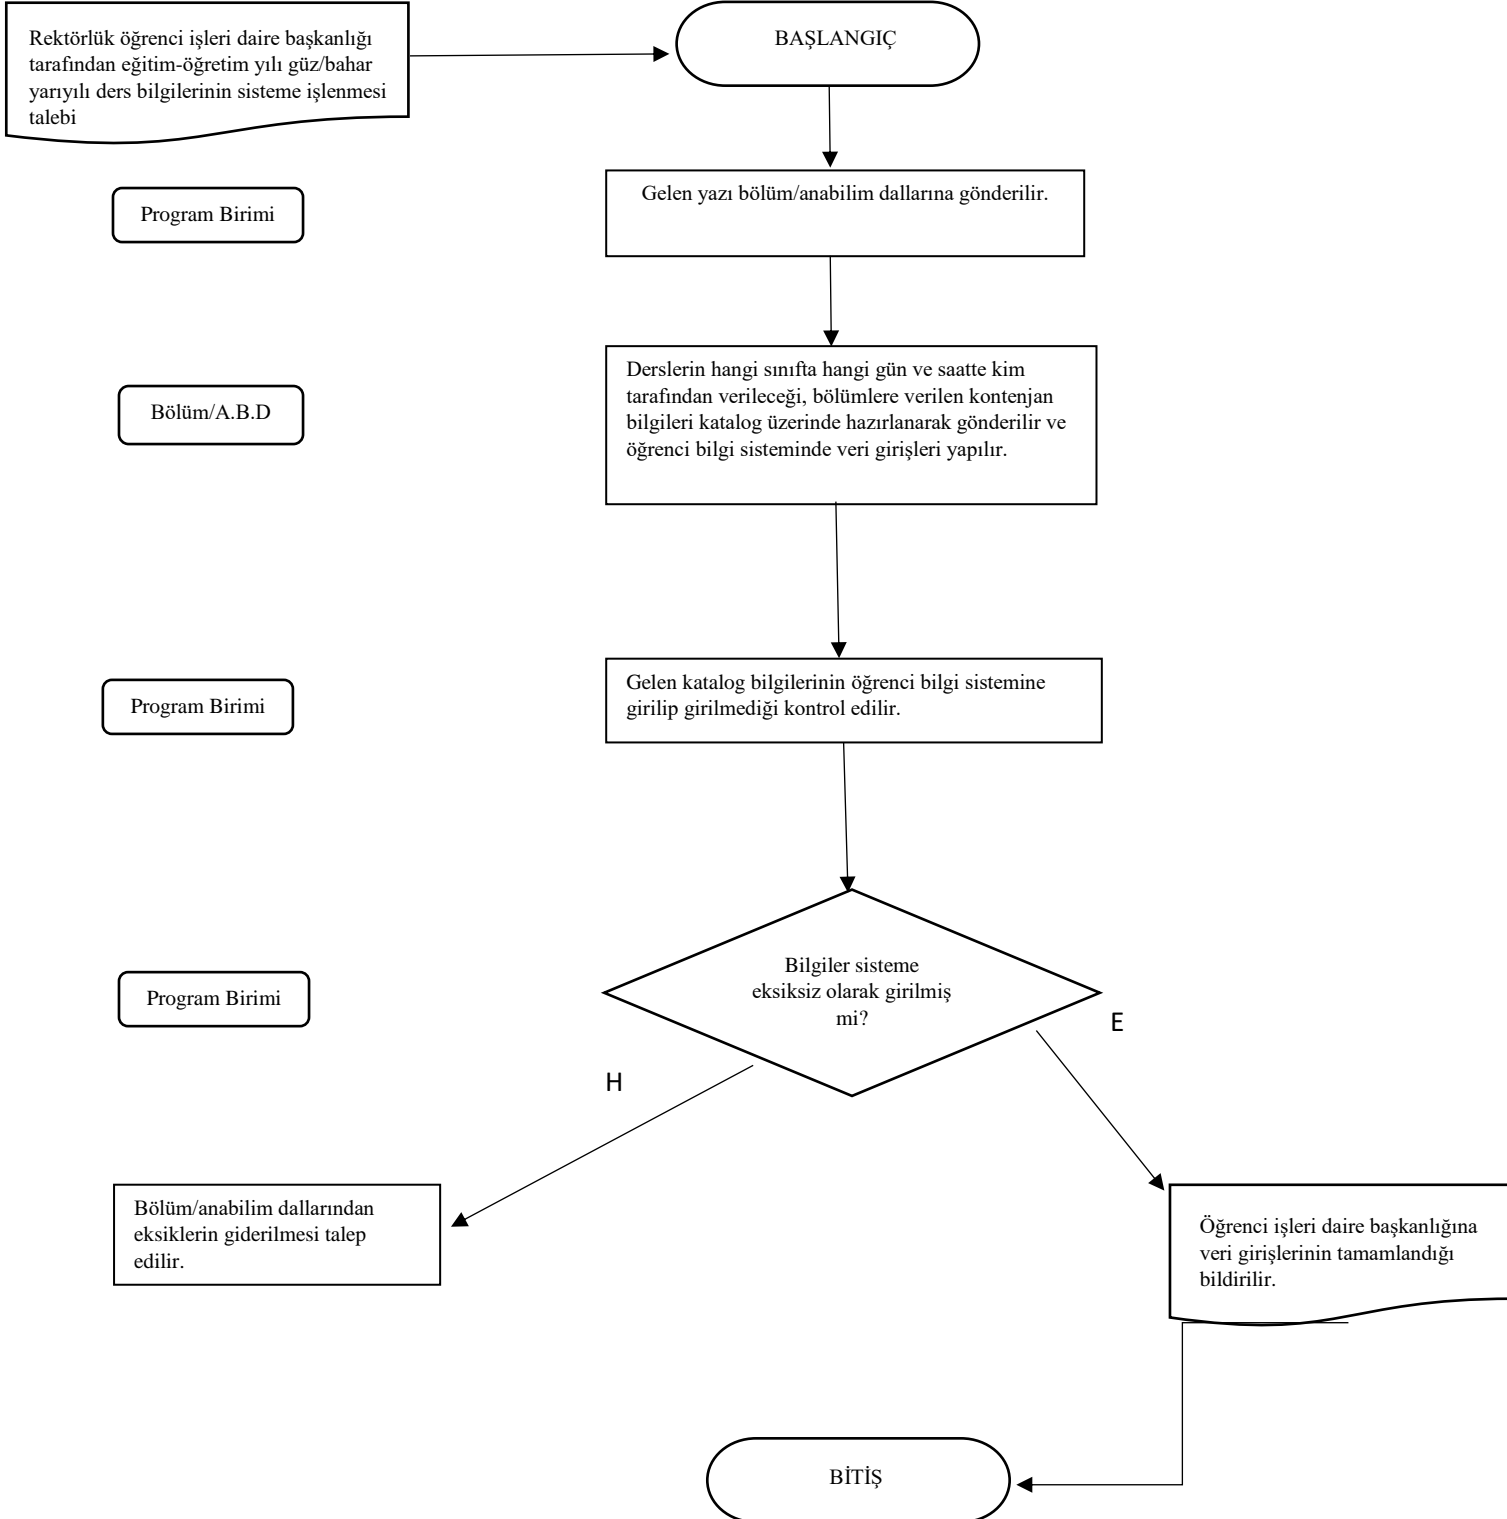 Rektörlük öğrenci işleri daire başkanlığı
tarafından eğitim-öğretim yılı güz/bahar
yarıyılı ders bilgilerinin sisteme işlenmesi
talebi
BAŞLANGIÇ
Program Birimi
Gelen yazı bölüm/anabilim dallarına gönderilir.
Bölüm/A.B.D
Derslerin hangi sınıfta hangi gün ve saatte kim
tarafından verileceği, bölümlere verilen kontenjan
bilgileri katalog üzerinde hazırlanarak gönderilir ve
öğrenci bilgi sisteminde veri girişleri yapılır.
Program Birimi
Gelen katalog bilgilerinin öğrenci bilgi sistemine
girilip girilmediği kontrol edilir.
Program Birimi
Bilgiler sisteme
eksiksiz olarak girilmiş
mi?
E
H
Bölüm/anabilim dallarından
eksiklerin giderilmesi talep
edilir.
Öğrenci işleri daire başkanlığına
veri girişlerinin tamamlandığı
bildirilir.
BİTİŞ